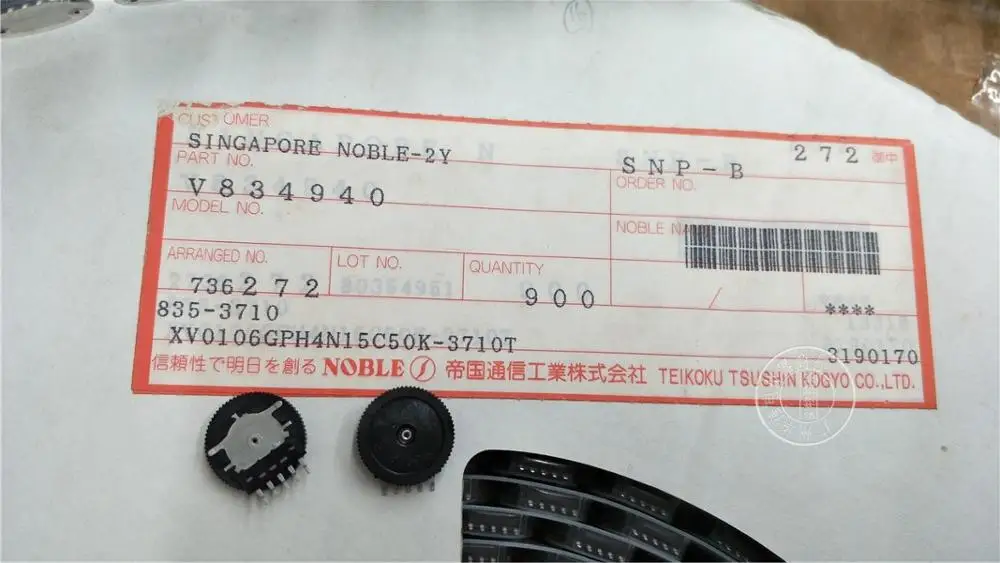 CUSTOMER
SINGAPORE NOBLE-2Y
SNP-B
272
PART NO.
ORDER NO.
V834940
MODEL NO.
NOBLE
ARRANGED NO.
LOT NO.
QUANTITY
736272
900
****
835-3710
XV0106GPH4N15C50K-3710T
3190170
信頼性で明日を創る NOBLE 帝国通信工業株式会社 TEIKOKU TSUSHIN KOGYO CO.,LTD.